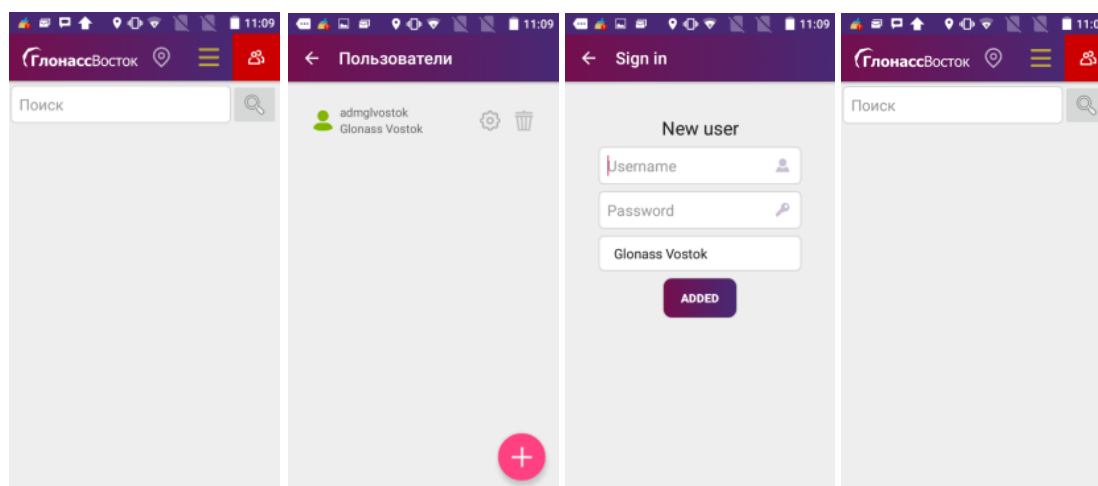 11:09
ГлонассВосток
Поиск
11:09
Пользователи
admglvostok
Glonass Vostok
11:09
Sign in
New user
Username
Password
Glonass Vostok
ADDED
ГлонассВосток
Поиск